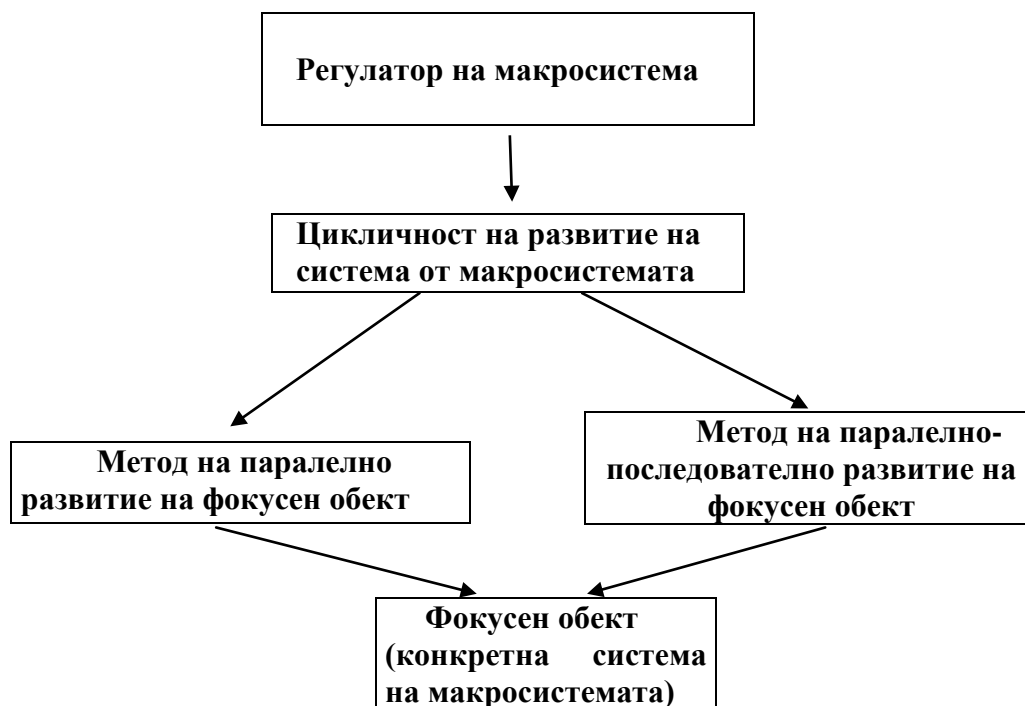 Регулатор на макросистема
Цикличност на развитие на
система от макросистемата
Метод на паралелно
развитие на фокусен обект
Метод на паралелно-
последователно развитие на
фокусен обект
Фокусен обект
(конкретна система
на макросистемата)